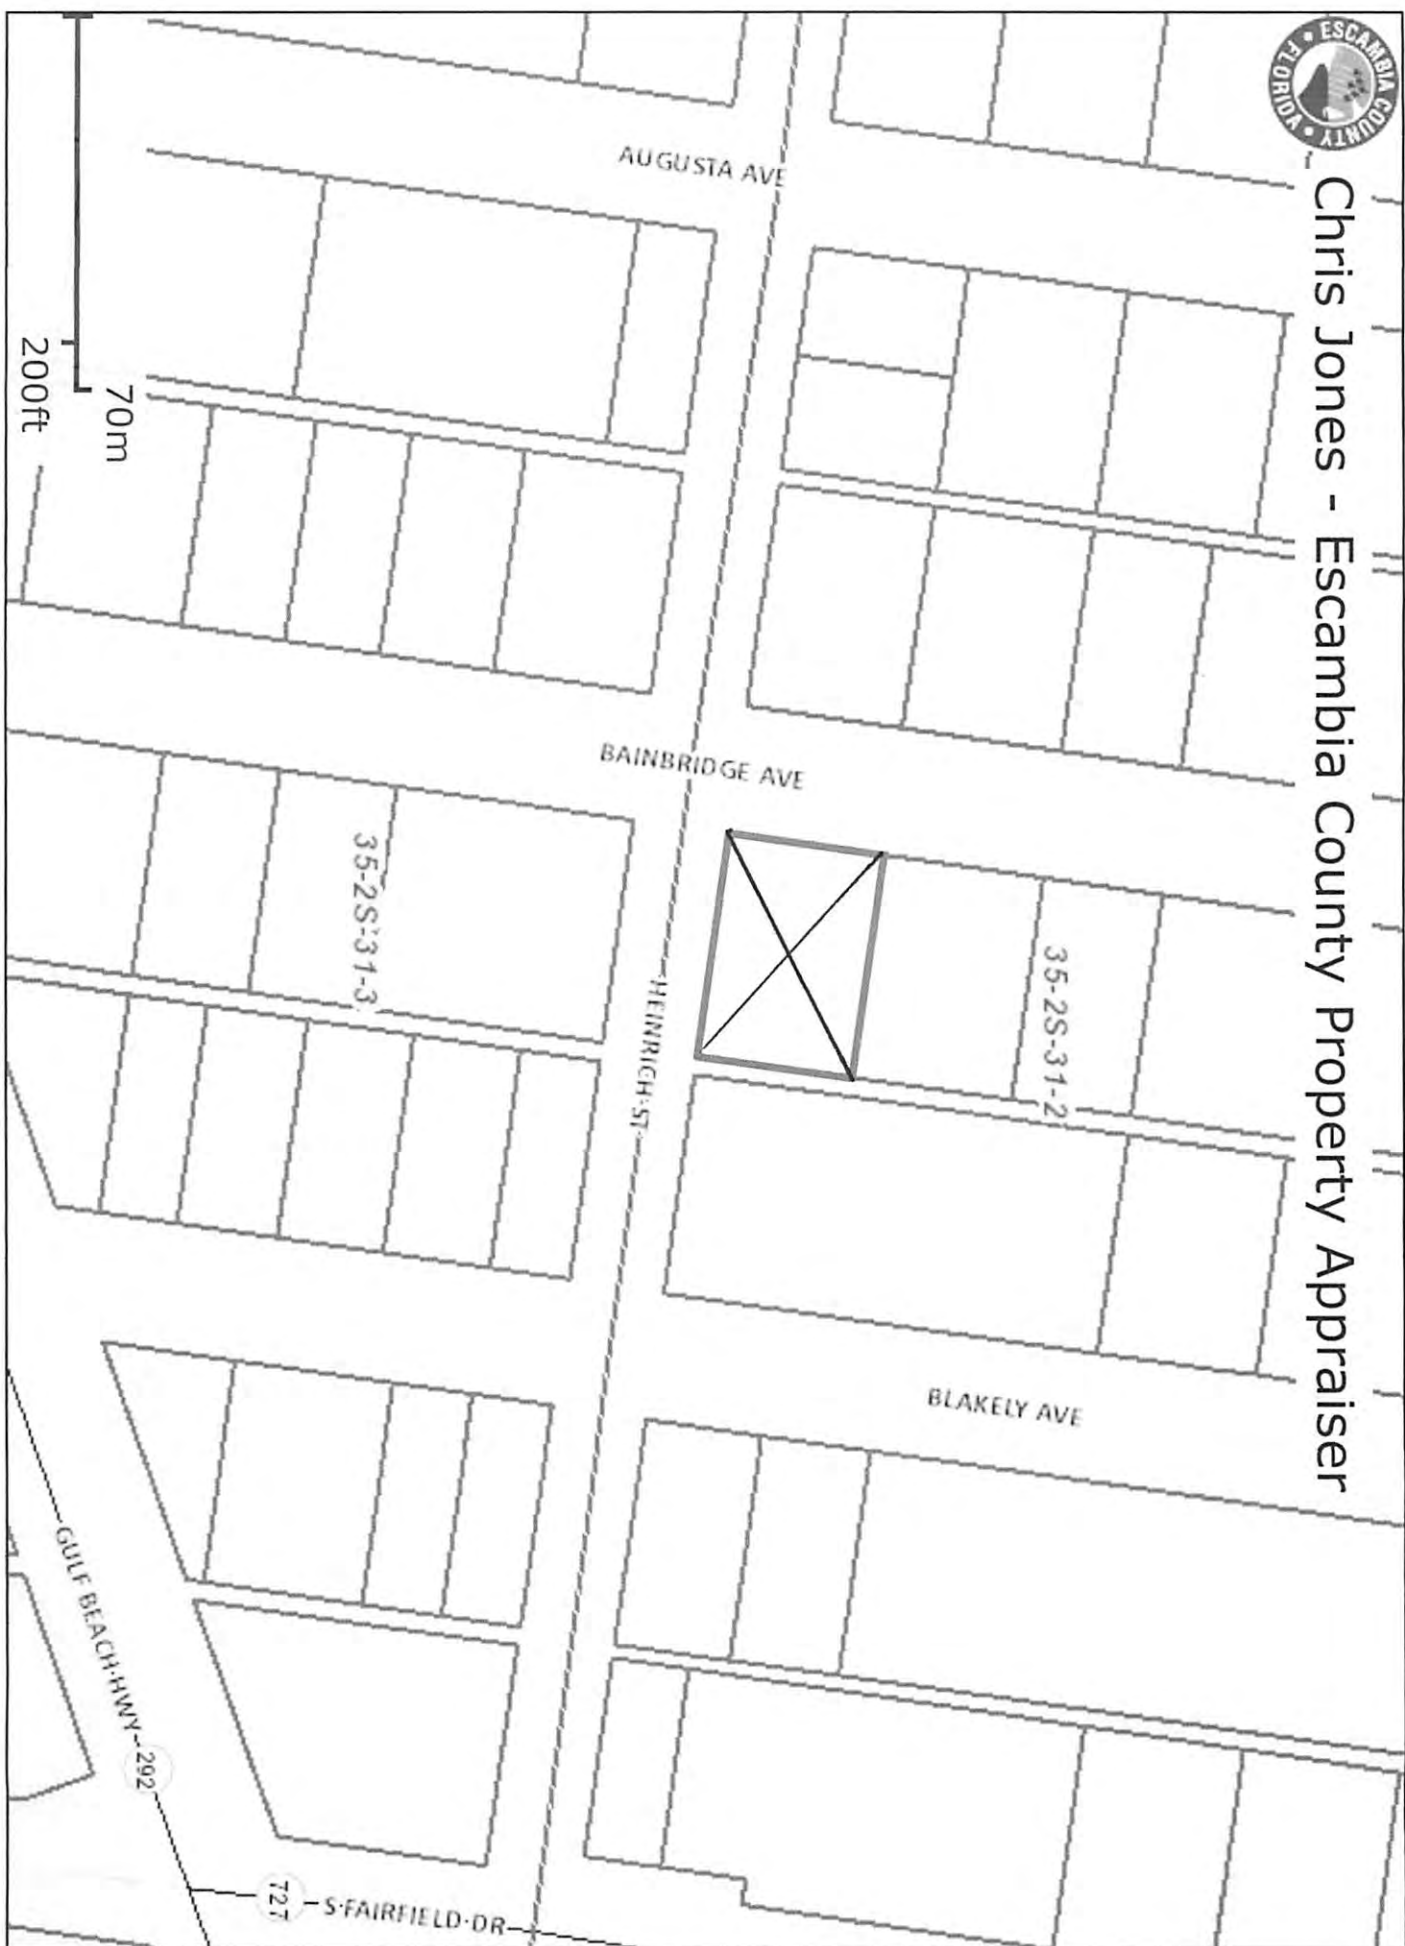 ESCAMBIA COUNTY
FLORIDA
Chris Jones - Escambia County Property Appraiser
AUGUSTA AVE
BAINBRIDGE AVE
35-2S-31-2
35-2S-31-3
HEINRICH ST
BLAKELY AVE
GULF BEACH HWY
292
727
S FAIRFIELD DR
70m
200ft